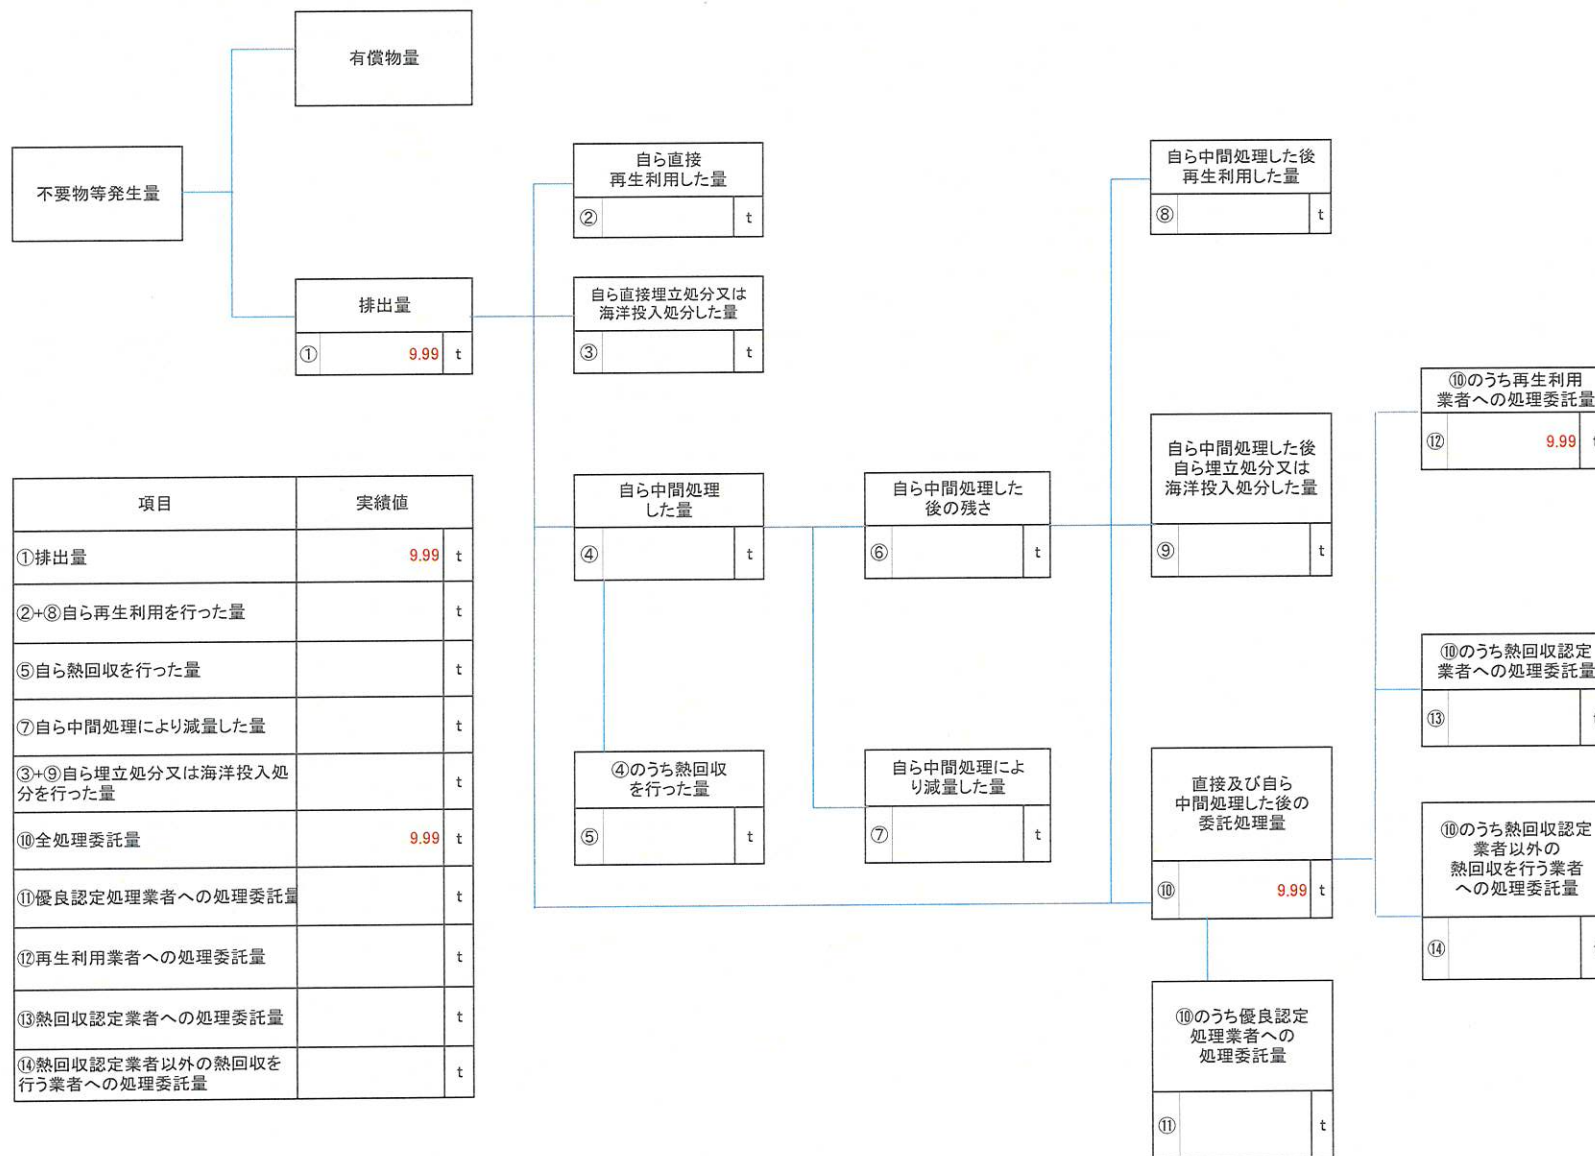 有償物量
不要物等発生量
排出量
① 9.99 t
自ら直接
再生利用した量
② t
自ら直接埋立処分又は
海洋投入処分した量
③ t
自ら中間処理
した量
④ t
④のうち熱回収
を行った量
⑤ t
自ら中間処理した
後の残さ
⑥ t
自ら中間処理によ
り減量した量
⑦ t
自ら中間処理した後
再生利用した量
⑧ t
自ら中間処理した後
自ら埋立処分又は
海洋投入処分した量
⑨ t
直接及び自ら
中間処理した後の
委託処理量
⑩ 9.99 t
⑩のうち優良認定
処理業者への
処理委託量
⑪ t
⑩のうち再生利用
業者への処理委託量
⑫ 9.99 t
⑩のうち熱回収認定
業者への処理委託量
⑬ t
⑩のうち熱回収認定
業者以外の
熱回収を行う業者
への処理委託量
⑭
項目 実績値
①排出量 9.99 t
②+⑧自ら再生利用を行った量 t
⑤自ら熱回収を行った量 t
⑦自ら中間処理により減量した量 t
③+⑨自ら埋立処分又は海洋投入処
分を行った量 t
⑩全処理委託量 9.99 t
⑪優良認定処理業者への処理委託量 t
⑫再生利用業者への処理委託量 t
⑬熱回収認定業者への処理委託量 t
⑭熱回収認定業者以外の熱回収を
行う業者への処理委託量 t